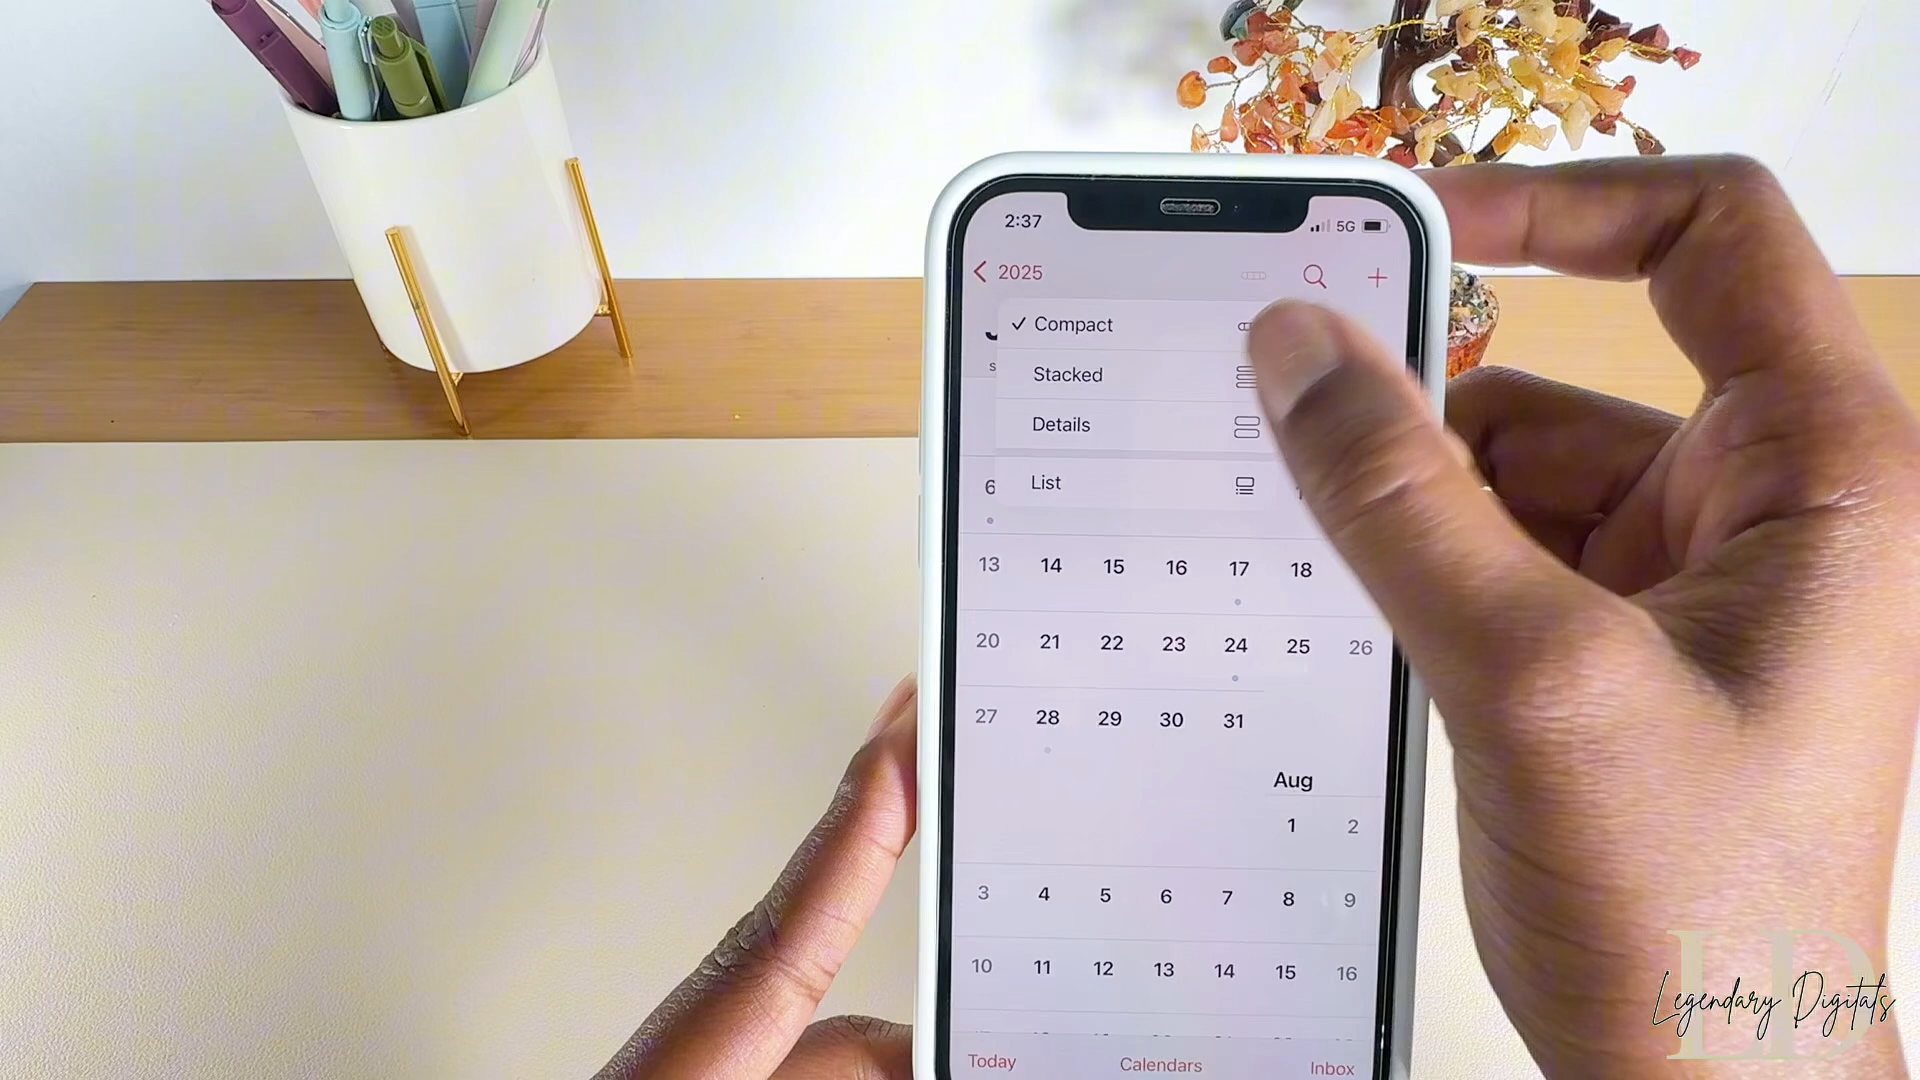 2:37
5G
2025
Compact
Stacked
Details
List
6
13 14 15 16 17 18
20 21 22 23 24 25 26
27 28 29 30 31
Aug
1 2
3 4 5 6 7 8 9
10 11 12 13 14 15 16
Today Calendars Inbox
LD
Legendary Digitals